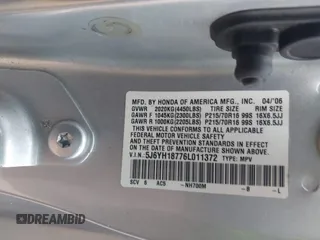 MFD. BY HONDA OF AMERICA MFG., INC. 04/'06
GVWR 2020KG(4450LBS) TIRE SIZE RIM SIZE
GAWR F 1045KG(2300LBS) P215/70R16 99S 16X6.5JJ
GAWR R 1000KG(2205LBS) P215/70R16 99S 16X6.5JJ
THIS VEHICLE CONFORMS TO ALL APPLICABLE FEDERAL
MOTOR VEHICLE SAFETY, BUMPER,
AND THEFT PREVENTION STANDARDS IN EFFECT ON THE
DATE OF MANUFACTURE SHOWN ABOVE.
V.I.N: 5J6YH18776L011372 TYPE: MPV
SCV 6 AC5 - NH700M - B - L
DREAMBID